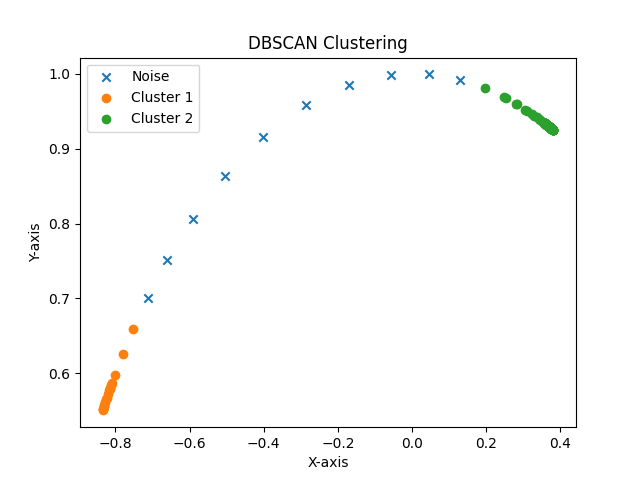 DBSCAN Clustering
Noise
Cluster 1
Cluster 2
1.0
0.9
0.8
0.7
0.6
Y-axis
−0.8 −0.6 −0.4 −0.2 0.0 0.2 0.4
X-axis